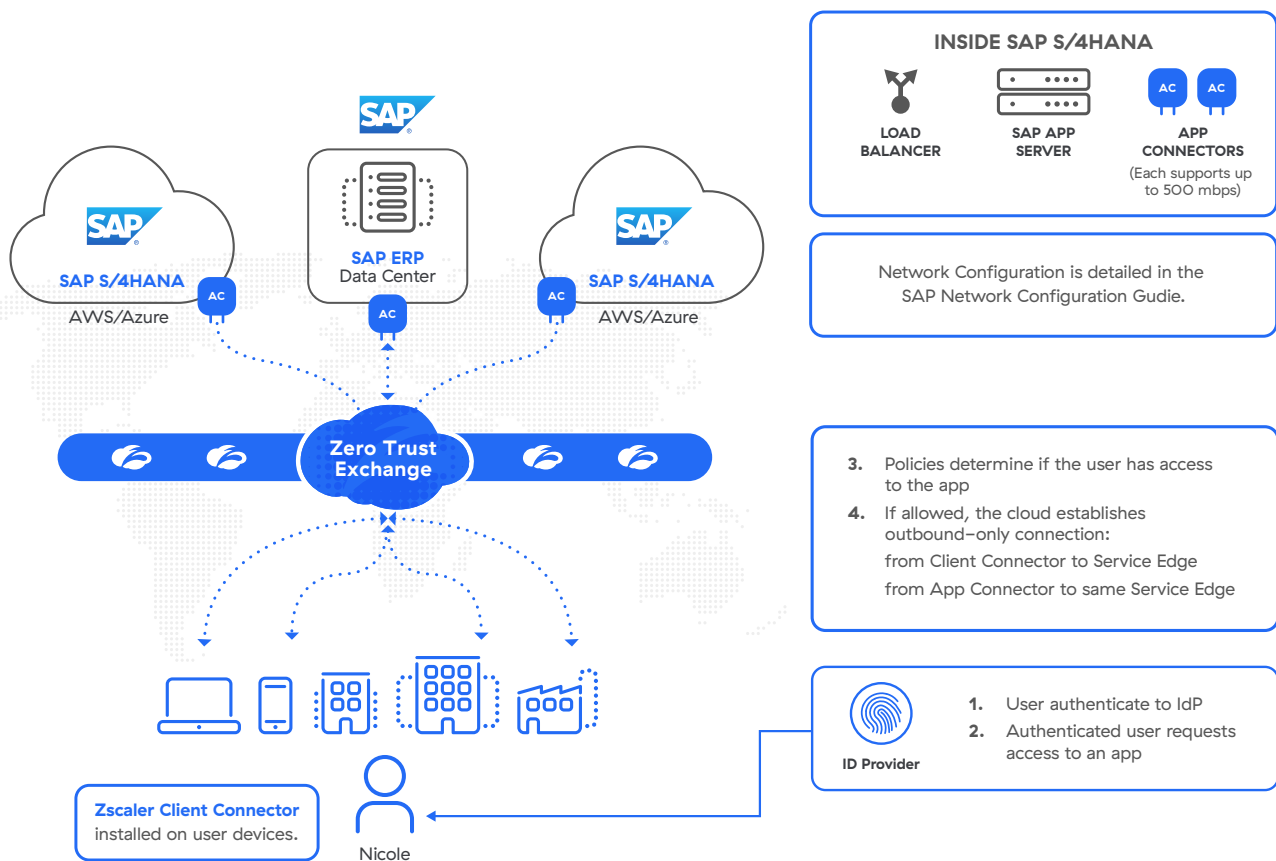 SAP
®
SAP
®
SAP
®
SAP ERP
Data Center
SAP S/4HANA
AWS/Azure
SAP S/4HANA
AWS/Azure
AC
AC
AC
Zero Trust
Exchange
Zscaler Client Connector
installed on user devices.
Nicole
INSIDE SAP S/4HANA
AC
AC
LOAD
BALANCER
SAP APP
SERVER
APP
CONNECTORS
(Each supports up
to 500 mbps)
Network Configuration is detailed in the
SAP Network Configuration Gudie.
3. Policies determine if the user has access
to the app
4. If allowed, the cloud establishes
outbound-only connection:
from Client Connector to Service Edge
from App Connector to same Service Edge
ID Provider
1. User authenticate to IdP
2. Authenticated user requests
access to an app